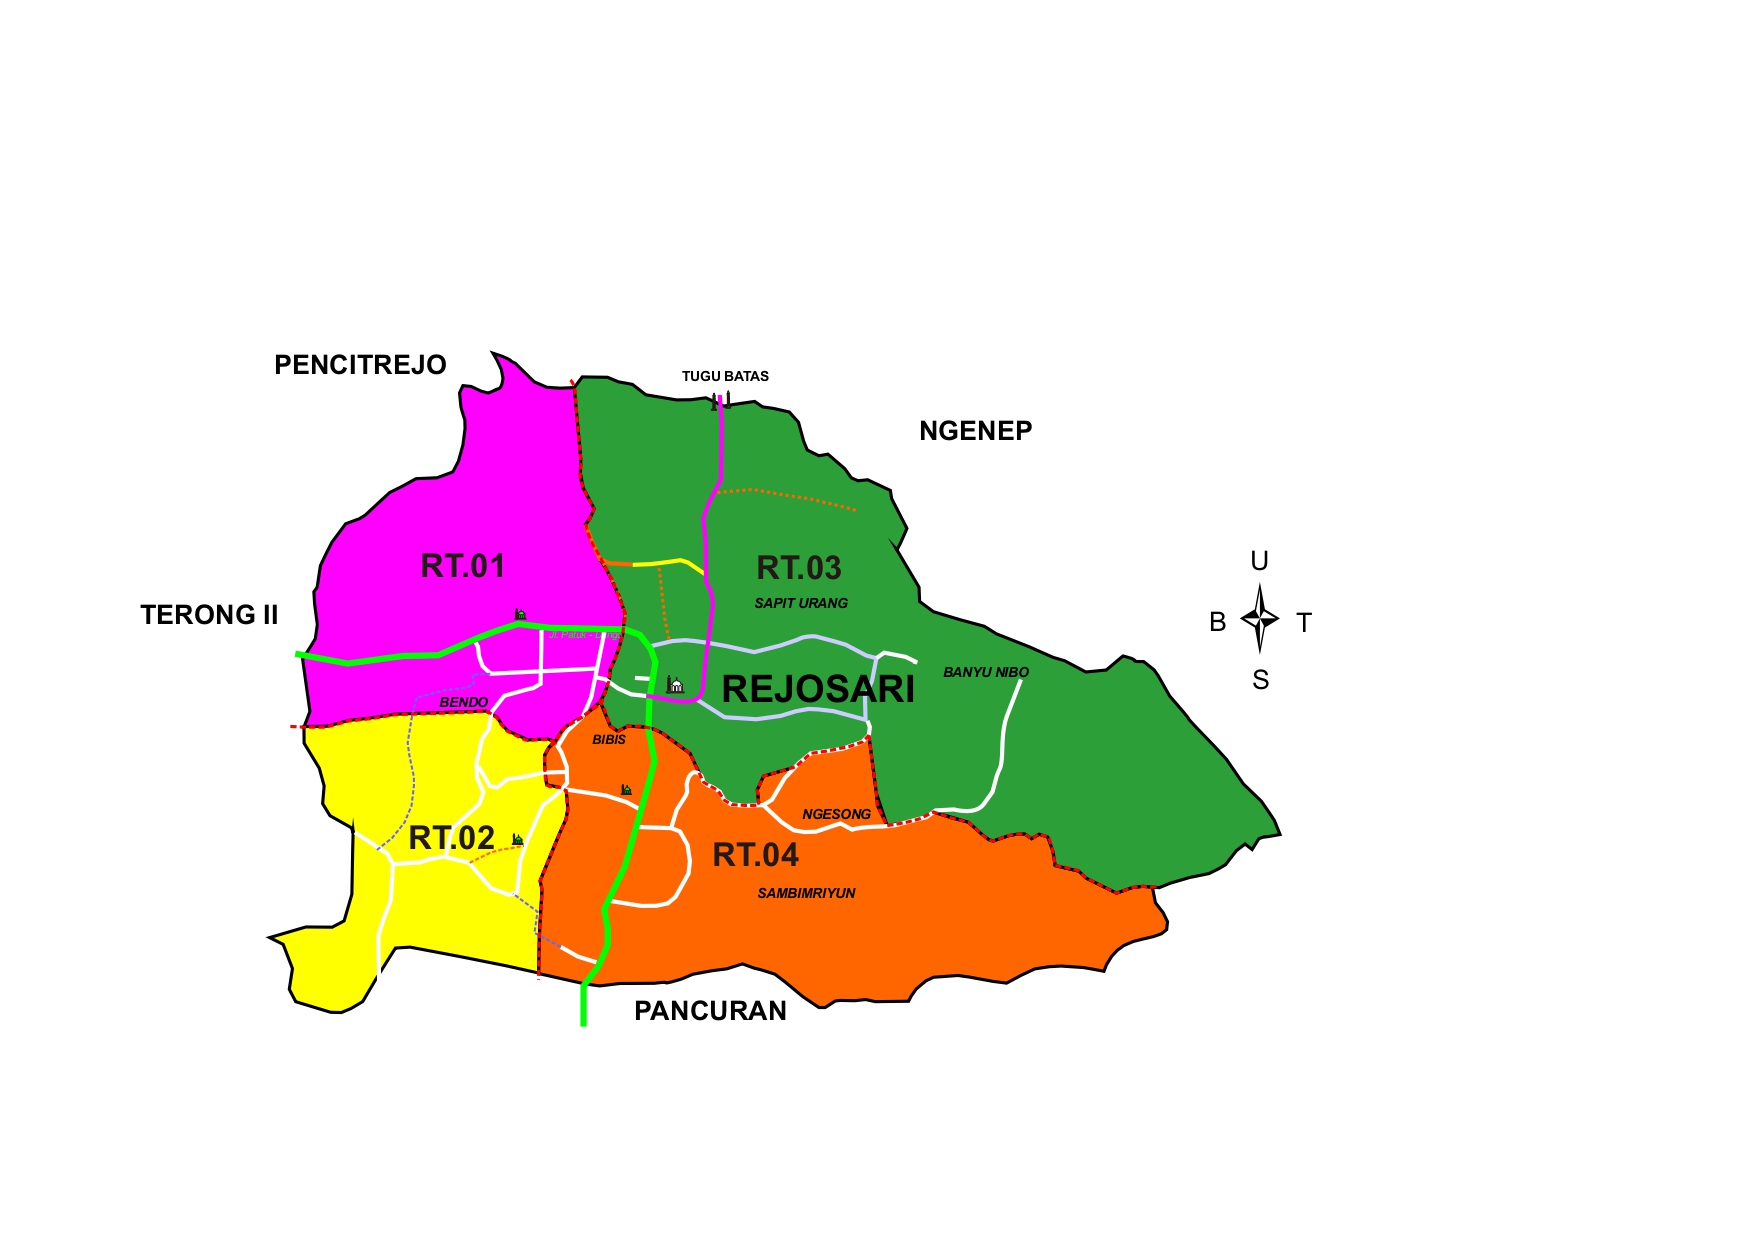 PENCITREJO
TUGU BATAS
NGENEP
U
RT.01
RT.03
SAPIT URANG
TERONG II
B
T
Jl. Patuk - Dlingo
BANYU NIBO
S
REJOSARI
BENDO
BIBIS
NGESONG
RT.02
RT.04
SAMBIMRIYUN
PANCURAN